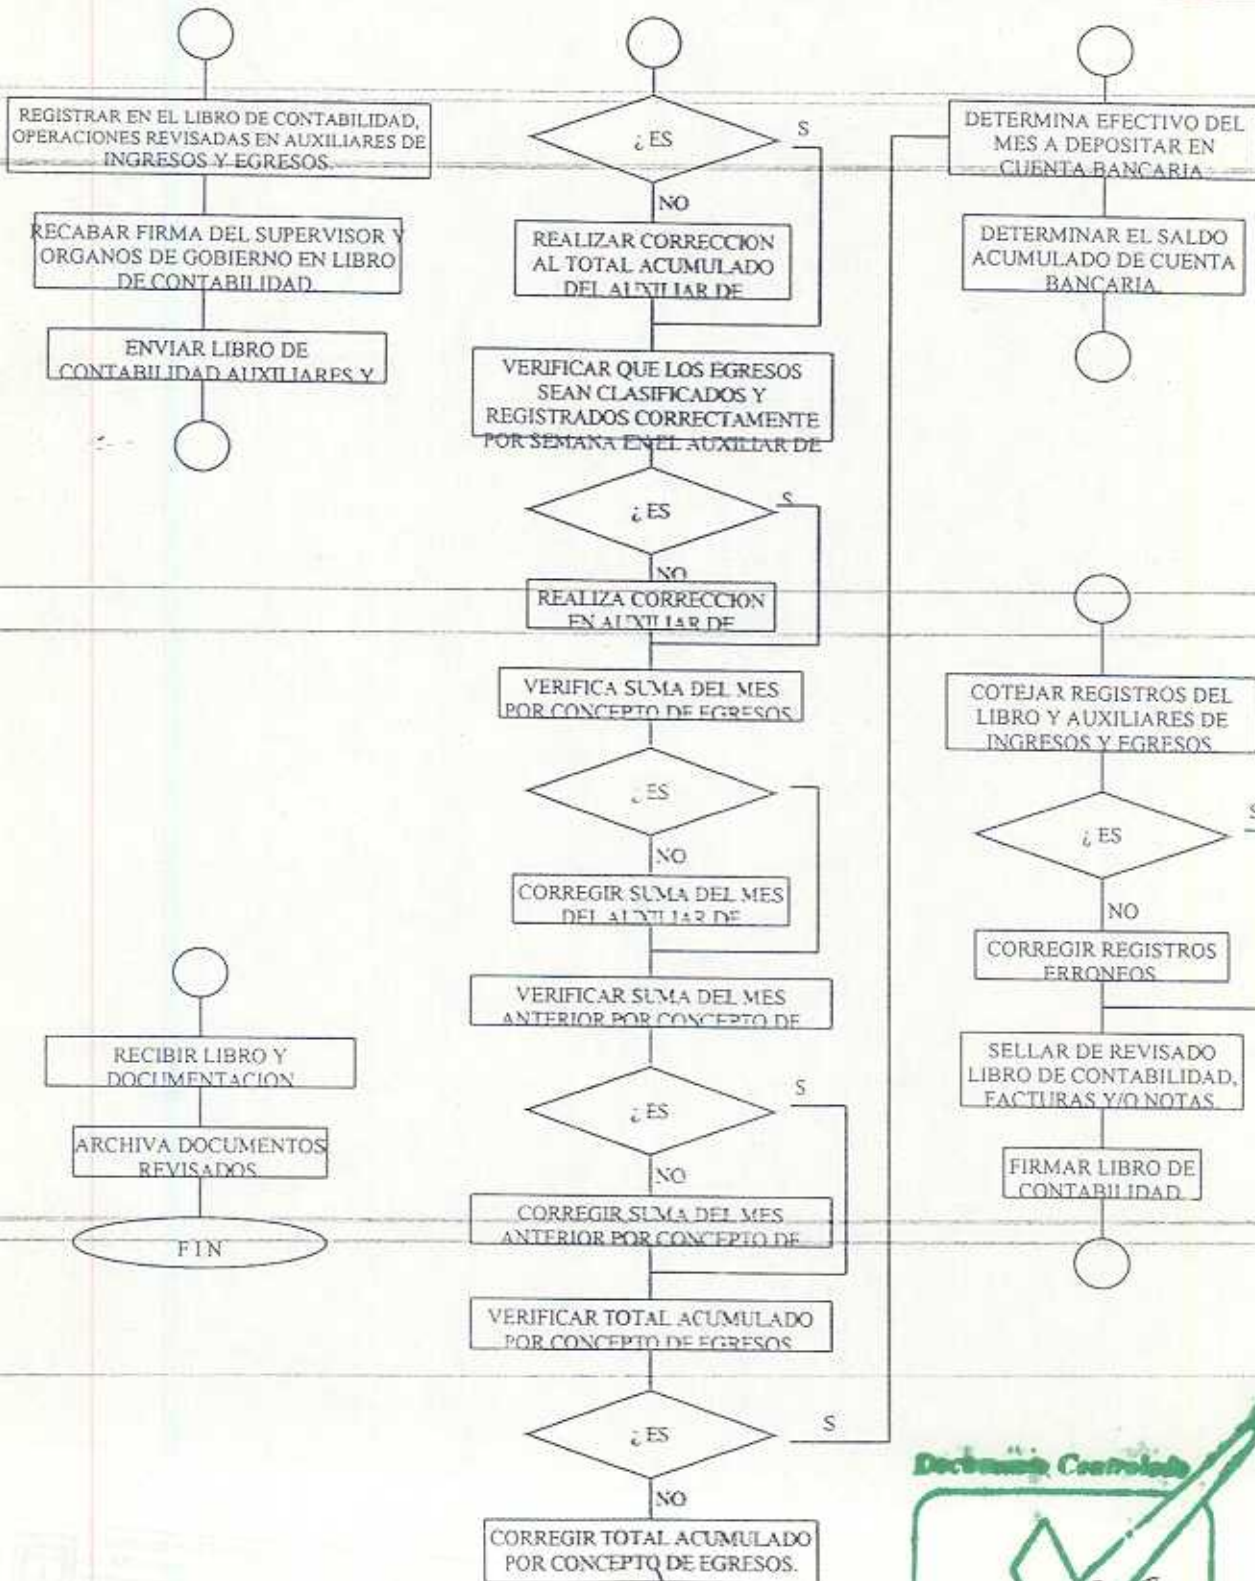 REGISTRAR EN EL LIBRO DE CONTABILIDAD,
OPERACIONES REVISADAS EN AUXILIARES DE
INGRESOS Y EGRESOS.
RECABAR FIRMA DEL SUPERVISOR Y
ORGANOS DE GOBIERNO EN LIBRO
DE CONTABILIDAD.
ENVIAR LIBRO DE
CONTABILIDAD AUXILIARES Y
RECIBIR LIBRO Y
DOCUMENTACION
ARCHIVA DOCUMENTOS
REVISADOS.
FIN
¿ES
S
NO
REALIZAR CORRECCION
AL TOTAL ACUMULADO
DEL AUXILIAR DE
VERIFICAR QUE LOS EGRESOS
SEAN CLASIFICADOS Y
REGISTRADOS CORRECTAMENTE
POR SEMANA EN EL AUXILIAR DE
¿ES
S
NO
REALIZA CORRECCION
EN AUXILIAR DE
VERIFICA SUMA DEL MES
POR CONCEPTO DE EGRESOS
¿ES
NO
CORREGIR SUMA DEL MES
DEL AUXILIAR DE
VERIFICAR SUMA DEL MES
ANTERIOR POR CONCEPTO DE
¿ES
S
NO
CORREGIR SUMA DEL MES
ANTERIOR POR CONCEPTO DE
VERIFICAR TOTAL ACUMULADO
POR CONCEPTO DE EGRESOS
¿ES
S
NO
CORREGIR TOTAL ACUMULADO
POR CONCEPTO DE EGRESOS.
DETERMINA EFECTIVO DEL
MES A DEPOSITAR EN
CUENTA BANCARIA.
DETERMINAR EL SALDO
ACUMULADO DE CUENTA
BANCARIA.
COTEJAR REGISTROS DEL
LIBRO Y AUXILIARES DE
INGRESOS Y EGRESOS.
¿ES
S
NO
CORREGIR REGISTROS
ERRONEOS.
SELLAR DE REVISADO
LIBRO DE CONTABILIDAD,
FACTURAS Y/O NOTAS.
FIRMAR LIBRO DE
CONTABILIDAD.
Documento Controlado